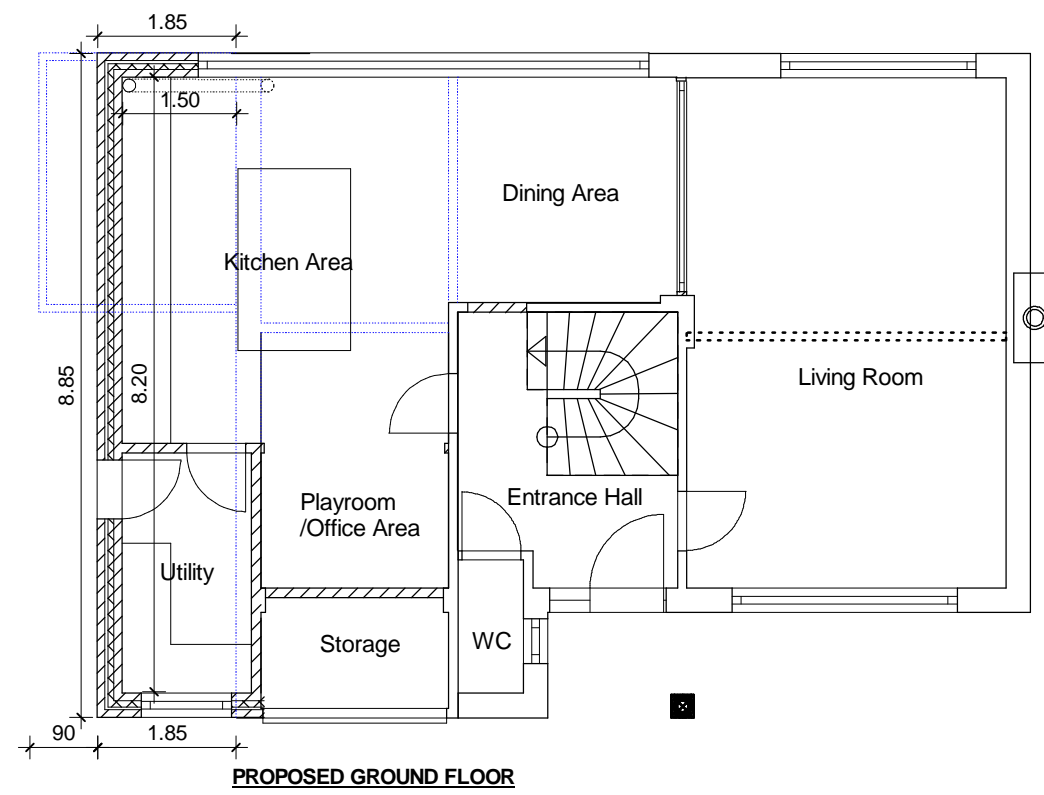 1.85
1.50
Dining Area
Kitchen Area
8.85
8.20
Living Room
Playroom
/Office Area
Entrance Hall
Utility
Storage
WC
90
1.85
PROPOSED GROUND FLOOR